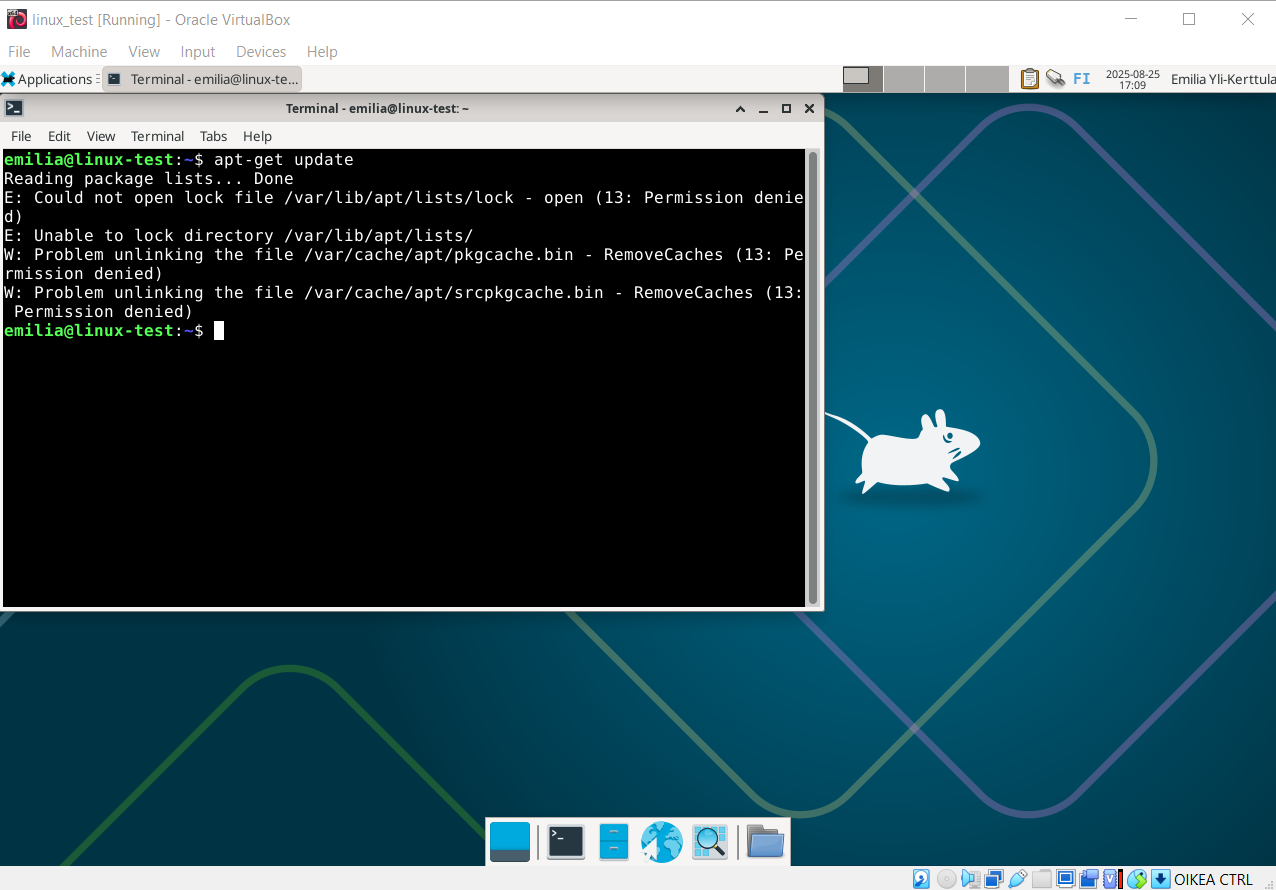 linux_test [Running] - Oracle VirtualBox
File Machine View Input Devices Help
Applications Terminal - emilia@linux-te... FI 2025-08-25 Emilia Yli-Kerttula
17:09
Terminal - emilia@linux-test: ~
File Edit View Terminal Tabs Help
emilia@linux-test:~$ apt-get update
Reading package lists... Done
E: Could not open lock file /var/lib/apt/lists/lock - open (13: Permission denie
d)
E: Unable to lock directory /var/lib/apt/lists/
W: Problem unlinking the file /var/cache/apt/pkgcache.bin - RemoveCaches (13: Pe
rmission denied)
W: Problem unlinking the file /var/cache/apt/srcpkgcache.bin - RemoveCaches (13:
 Permission denied)
emilia@linux-test:~$
OIKEA CTRL